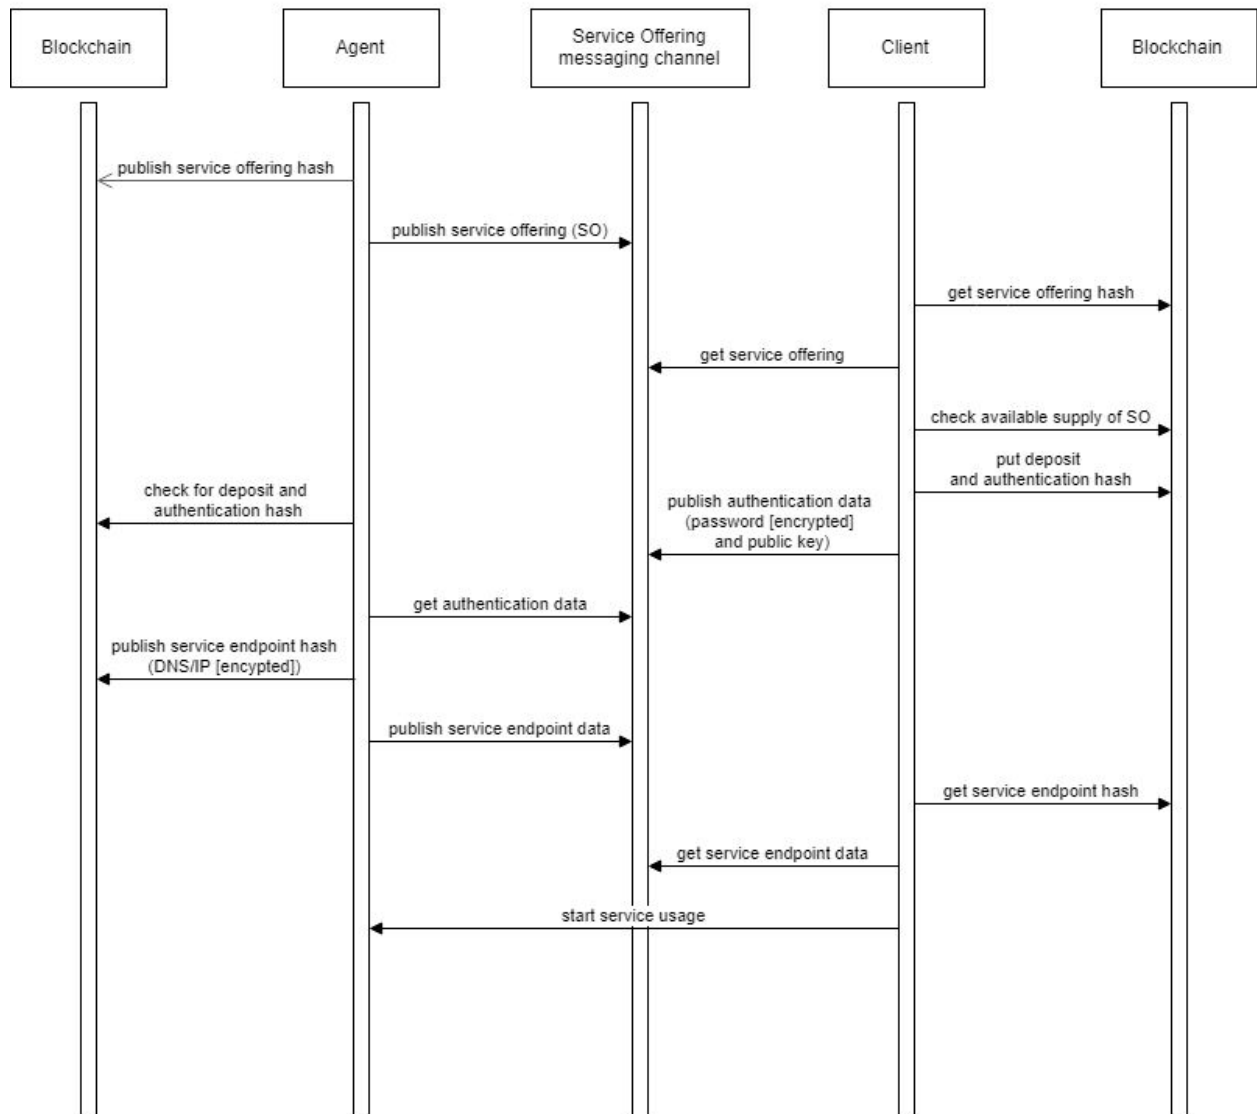 Blockchain
Agent
Service Offering
messaging channel
Client
Blockchain
publish service offering hash
publish service offering (SO)
get service offering hash
get service offering
check available supply of SO
put deposit
and authentication hash
check for deposit and
authentication hash
publish authentication data
(password [encrypted]
and public key)
get authentication data
publish service endpoint hash
(DNS/IP [encypted])
publish service endpoint data
get service endpoint hash
get service endpoint data
start service usage